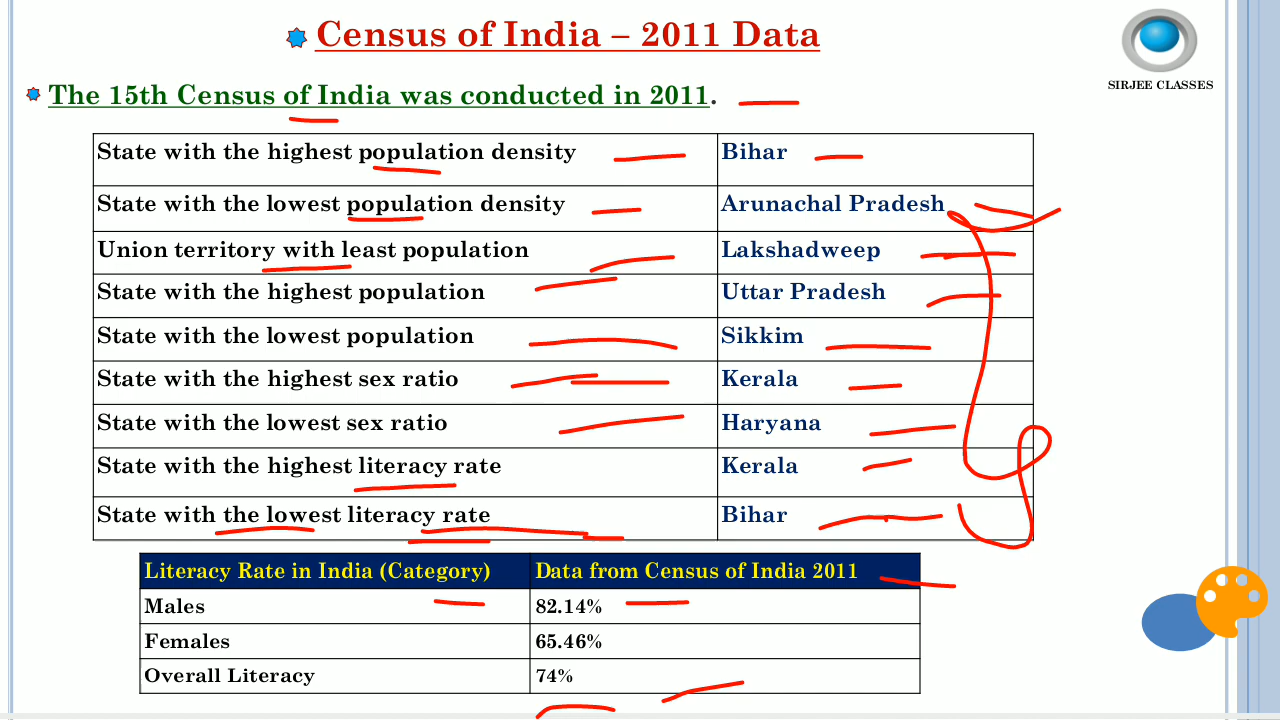 Census of India – 2011 Data
SIRJEE CLASSES
The 15th Census of India was conducted in 2011.
State with the highest population density Bihar
State with the lowest population density Arunachal Pradesh
Union territory with least population Lakshadweep
State with the highest population Uttar Pradesh
State with the lowest population Sikkim
State with the highest sex ratio Kerala
State with the lowest sex ratio Haryana
State with the highest literacy rate Kerala
State with the lowest literacy rate Bihar
Literacy Rate in India (Category) Data from Census of India 2011
Males 82.14%
Females 65.46%
Overall Literacy 74%